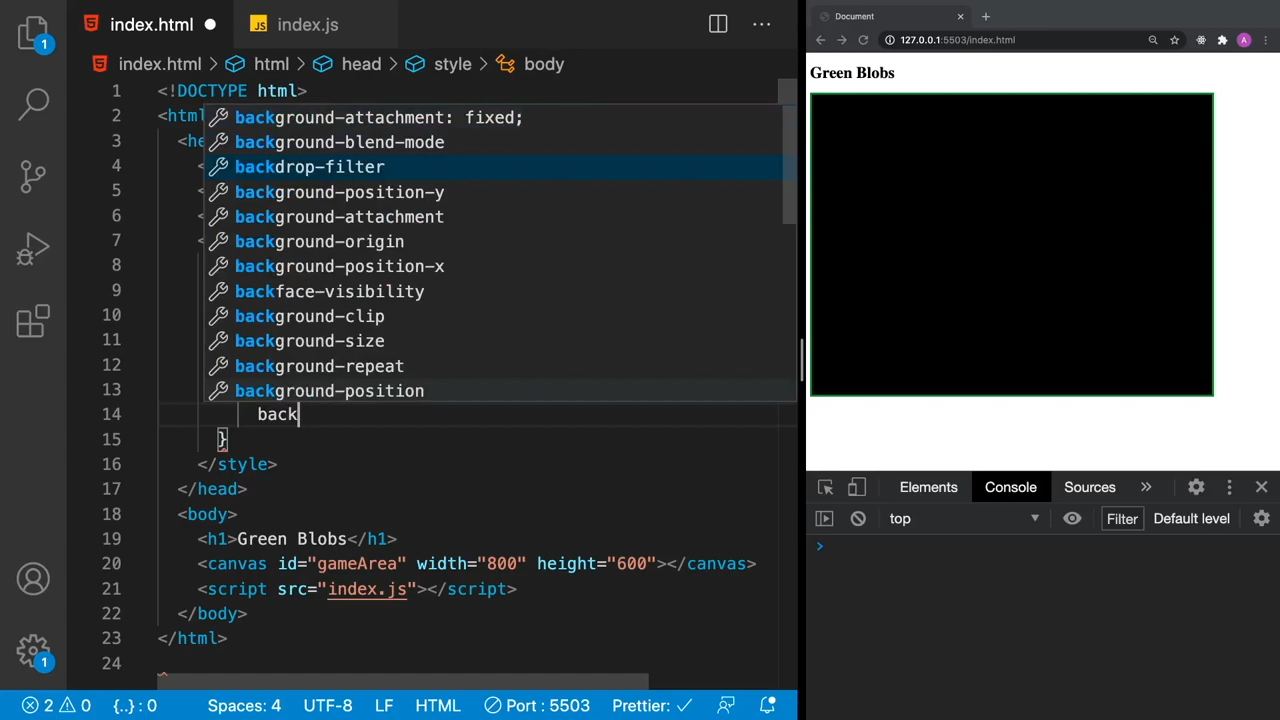 index.html
index.js
index.html > html > head > style > body
1 <!DOCTYPE html>
2 <html
3 <he
4 <
5 <
6 <
7 <
8
9
10
11
12
13
background-attachment: fixed;
background-blend-mode
backdrop-filter
background-position-y
background-attachment
background-origin
background-position-x
backface-visibility
background-clip
background-size
background-repeat
background-position
14 back
15 }
16 </style>
17 </head>
18 <body>
19 <h1>Green Blobs</h1>
20 <canvas id="gameArea" width="800" height="600"></canvas>
21 <script src="index.js"></script>
22 </body>
23 </html>
24
1
1
2 0 {..} : 0 Spaces: 4 UTF-8 LF HTML Port : 5503 Prettier: ✓
Document
127.0.0.1:5503/index.html
A
Green Blobs
Elements Console Sources »
top Filter Default level
>